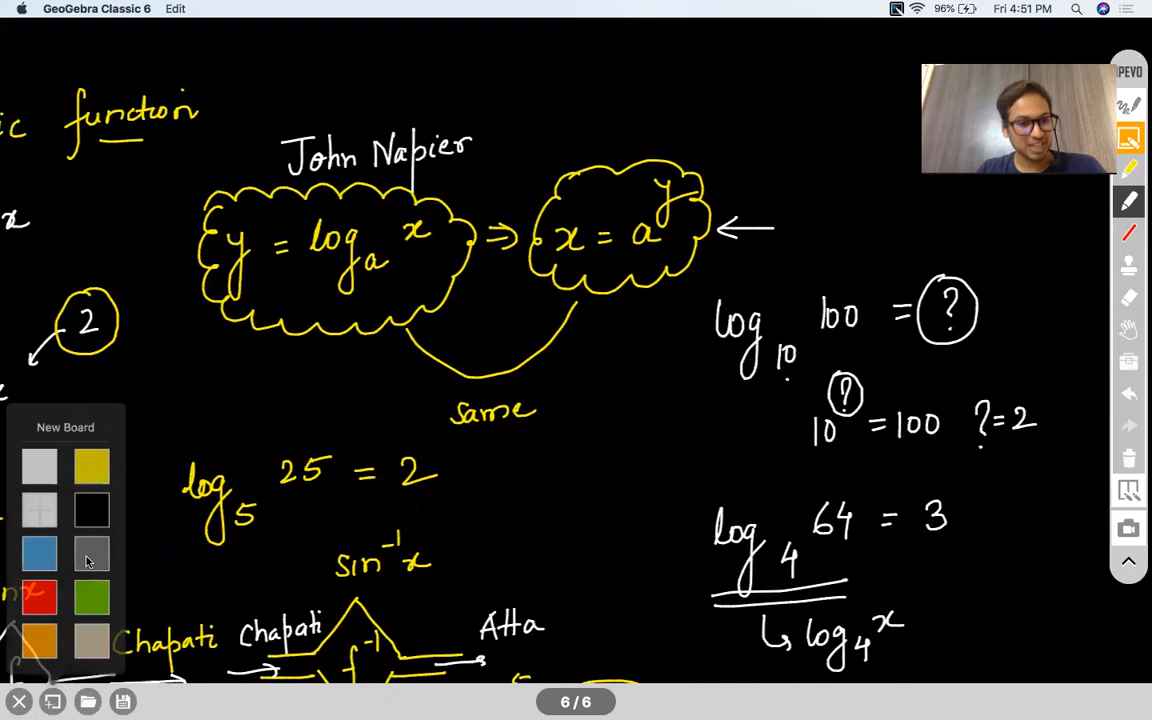 GeoGebra Classic 6 Edit 96% Fri 4:51 PM
IPEVO
ic function
John Napier
y = log_a x ⇒ x = a^y ←
x
2
log_10 100 = ?
10^? = 100 ? = 2
same
New Board
log_5 25 = 2
log_4 64 = 3
sin⁻¹x
↳ log_4 x
nx
Chapati Chapati f⁻¹ Atta
f
6 / 6